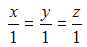 x/1 = y/1 = z/1